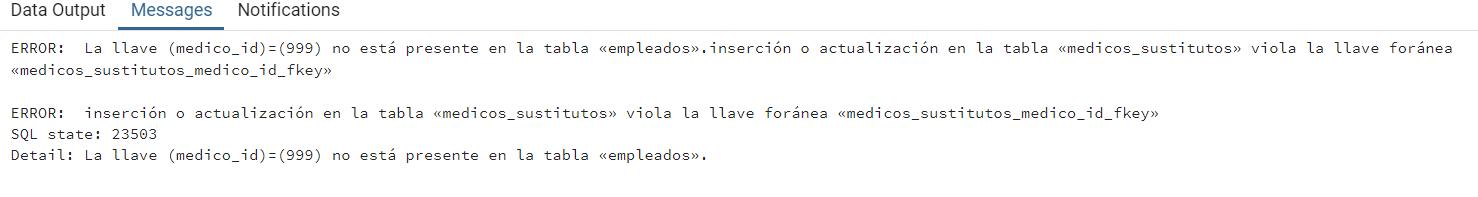 Data Output Messages Notifications
ERROR:  La llave (medico_id)=(999) no está presente en la tabla «empleados».inserción o actualización en la tabla «medicos_sustitutos» viola la llave foránea
«medicos_sustitutos_medico_id_fkey»
ERROR:  inserción o actualización en la tabla «medicos_sustitutos» viola la llave foránea «medicos_sustitutos_medico_id_fkey»
SQL state: 23503
Detail: La llave (medico_id)=(999) no está presente en la tabla «empleados».